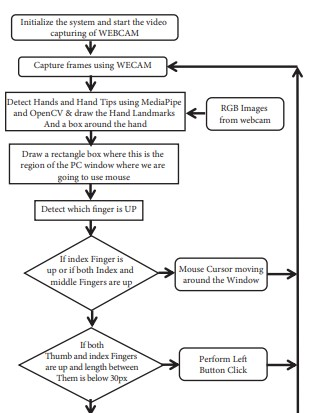 Initialize the system and start the video
capturing of WEBCAM
Capture frames using WECAM
Detect Hands and Hand Tips using MediaPipe
and OpenCV & draw the Hand Landmarks
And a box around the hand
RGB Images
from webcam
Draw a rectangle box where this is the
region of the PC window where we are
going to use mouse
Detect which finger is UP
If index Finger is
up or if both Index and
middle Fingers are up
Mouse Cursor moving
around the Window
If both
Thumb and index Fingers
are up and length between
Them is below 30px
Perform Left
Button Click